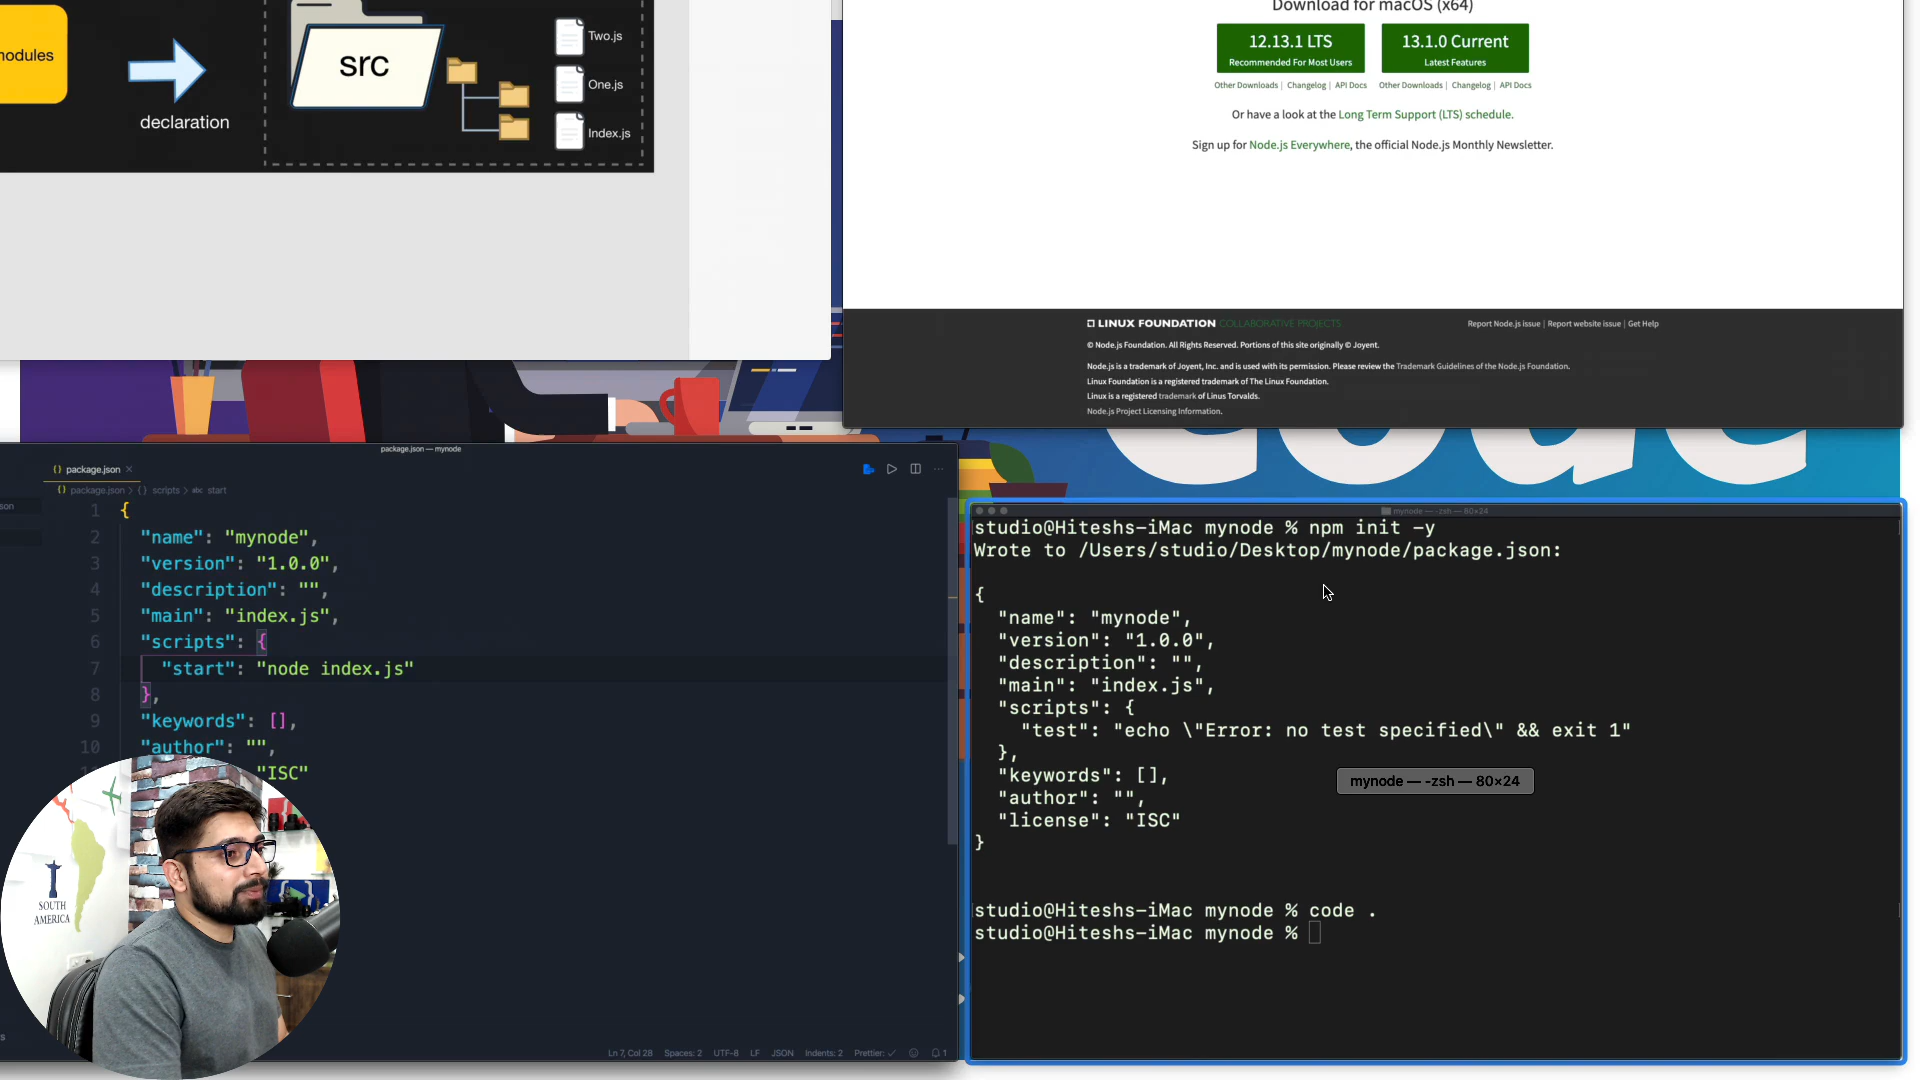 modules
declaration
src
Two.js
One.js
Index.js
Download for macOS (x64)
12.13.1 LTS
Recommended For Most Users
13.1.0 Current
Latest Features
Other Downloads | Changelog | API Docs
Other Downloads | Changelog | API Docs
Or have a look at the Long Term Support (LTS) schedule.
Sign up for Node.js Everywhere, the official Node.js Monthly Newsletter.
LINUX FOUNDATION COLLABORATIVE PROJECTS
Report Node.js issue | Report website issue | Get Help
© Node.js Foundation. All Rights Reserved. Portions of this site originally © Joyent.
Node.js is a trademark of Joyent, Inc. and is used with its permission. Please review the Trademark Guidelines of the Node.js Foundation.
Linux Foundation is a registered trademark of The Linux Foundation.
Linux is a registered trademark of Linus Torvalds.
Node.js Project Licensing Information.
package.json — mynode
{} package.json
{} package.json > {} scripts > abc start
son
1 {
2 "name": "mynode",
3 "version": "1.0.0",
4 "description": "",
5 "main": "index.js",
6 "scripts": {
7 "start": "node index.js"
8 },
9 "keywords": [],
10 "author": "",
"ISC"
SOUTH
AMERICA
Ln 7, Col 28 Spaces: 2 UTF-8 LF JSON Indents: 2 Prettier: ✓ 1
mynode — -zsh — 80×24
studio@Hiteshs-iMac mynode % npm init -y
Wrote to /Users/studio/Desktop/mynode/package.json:
{
"name": "mynode",
"version": "1.0.0",
"description": "",
"main": "index.js",
"scripts": {
"test": "echo \"Error: no test specified\" && exit 1"
},
"keywords": [],
"author": "",
"license": "ISC"
}
mynode — -zsh — 80×24
studio@Hiteshs-iMac mynode % code .
studio@Hiteshs-iMac mynode %